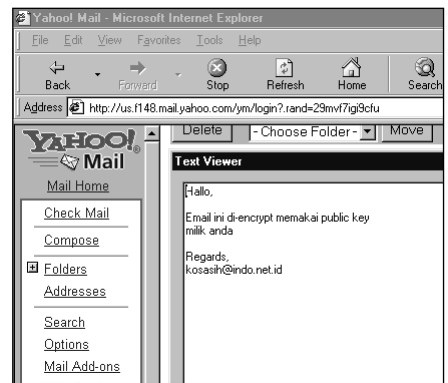 Yahoo! Mail - Microsoft Internet Explorer
File Edit View Favorites Tools Help
Back Forward Stop Refresh Home Search
Address http://us.f148.mail.yahoo.com/ym/login?.rand=29mvf7igi9cfu
YAHOO! Mail
Mail Home
Check Mail
Compose
Folders
Addresses
Search
Options
Mail Add-ons
Delete - Choose Folder - Move
Text Viewer
Hallo,
Email ini di-encrypt memakai public key
milik anda
Regards,
kosasih@indo.net.id